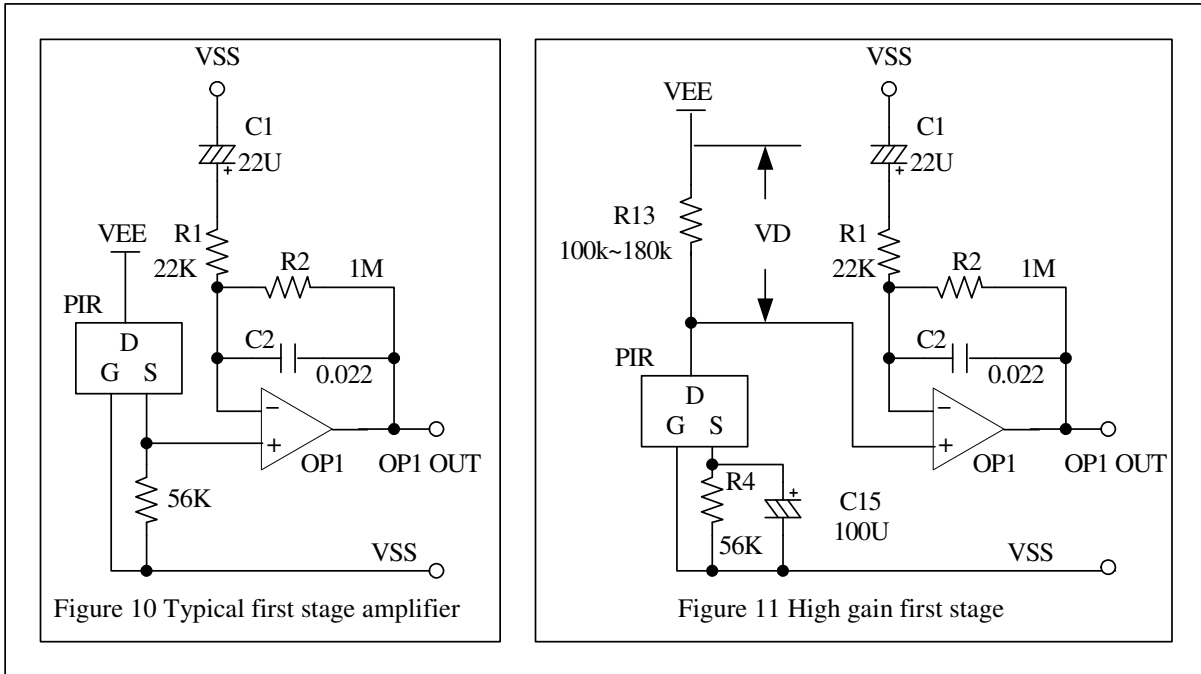 VSS
C1
22U
+
VEE
R1
22K
R2
1M
PIR
D
G
S
C2
0.022
−
+
OP1
OP1 OUT
56K
VSS
Figure 10 Typical first stage amplifier
VSS
VEE
C1
22U
+
R13
100k~180k
VD
R1
22K
R2
1M
PIR
D
G
S
C2
0.022
−
+
OP1
OP1 OUT
R4
56K
+
C15
100U
VSS
Figure 11 High gain first stage